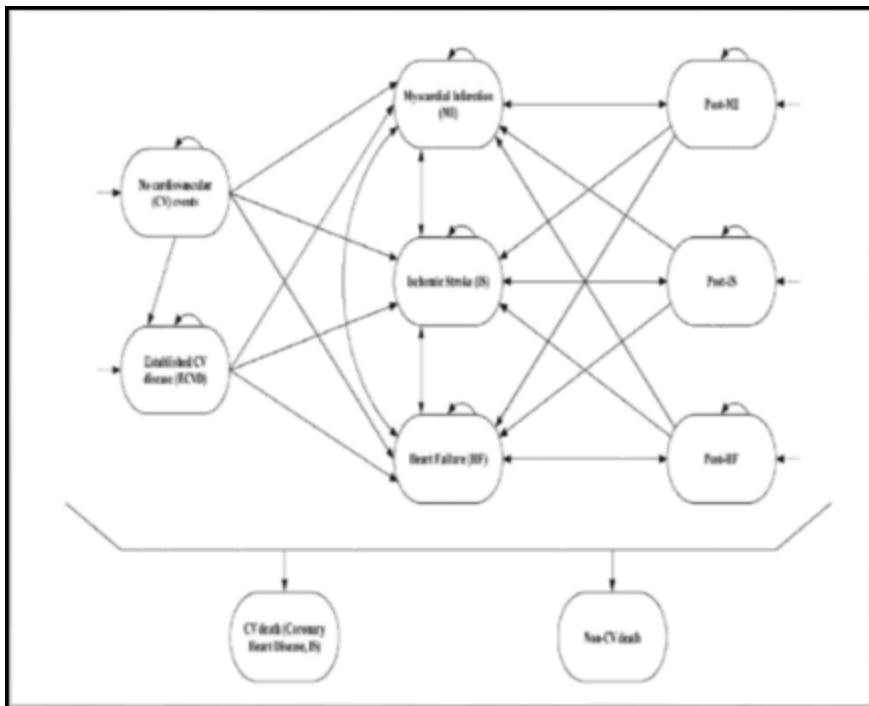 Myocardial Infarction
(MI)
Post-MI
No cardiovascular
(CV) events
Ischemic Stroke (IS)
Post-IS
Established CV
disease (ECVD)
Heart Failure (HF)
Post-HF
CV death (Coronary
Heart Disease, IS)
Non-CV death